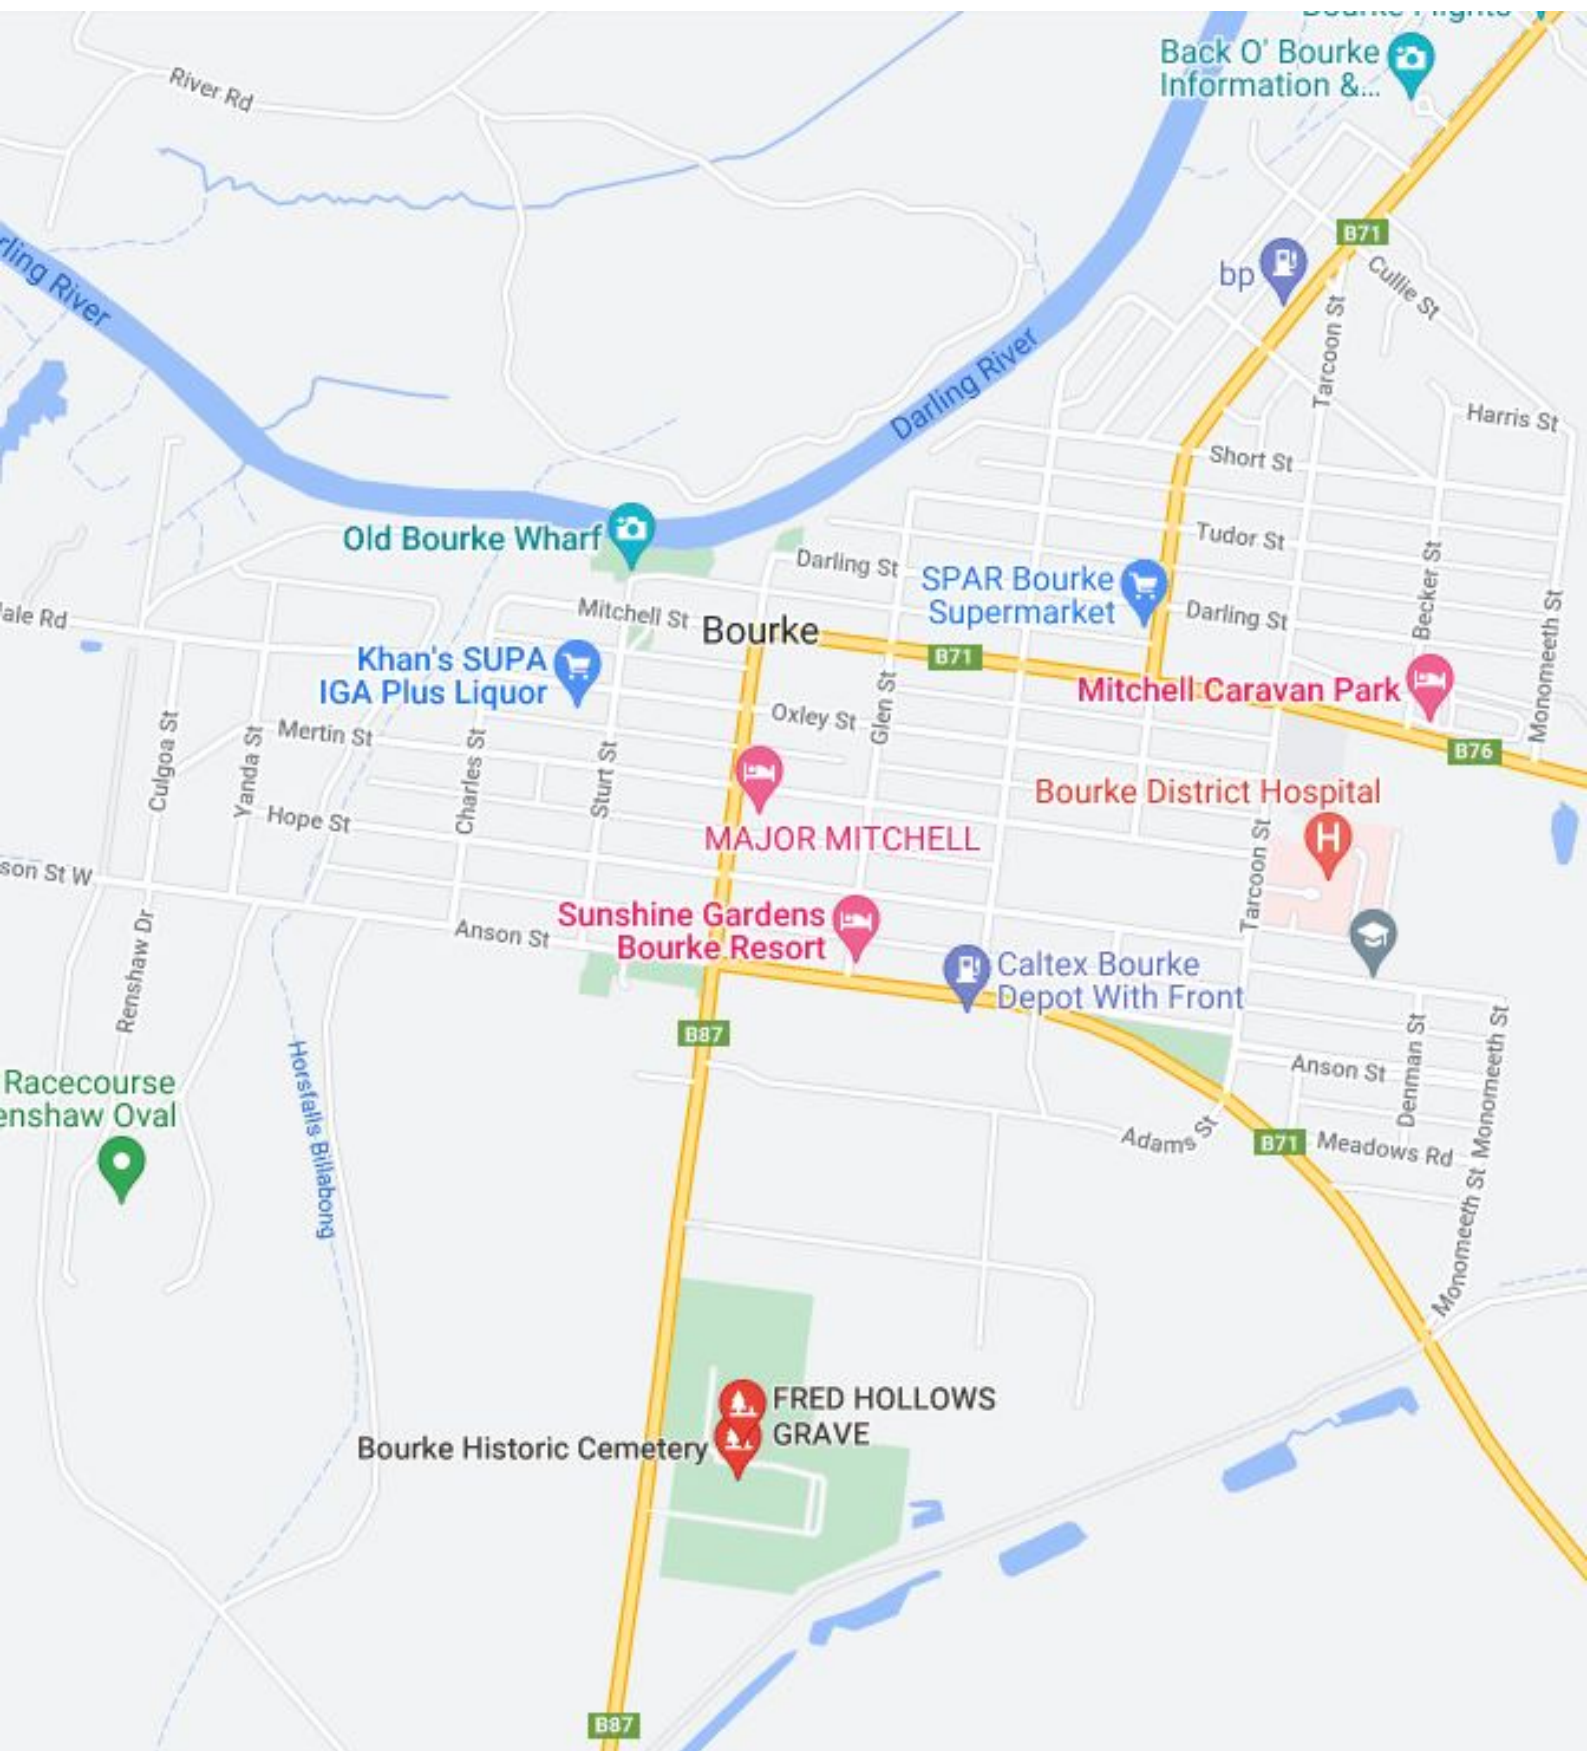 Back O' Bourke
Information &...
River Rd
B71
Cullie St
bp
Tarcoon St
rling River
Darling River
Harris St
Short St
Old Bourke Wharf
Tudor St
Darling St
SPAR Bourke
Supermarket
Becker St
Monomeeth St
Darling St
ale Rd
Mitchell St
Bourke
B71
Khan's SUPA
IGA Plus Liquor
Mitchell Caravan Park
Glen St
Oxley St
B76
Culgoa St
Yanda St
Mertin St
Charles St
Sturt St
Bourke District Hospital
Hope St
MAJOR MITCHELL
Tarcoon St
son St W
Renshaw Dr
Anson St
Sunshine Gardens
Bourke Resort
Caltex Bourke
Depot With Front
B87
Anson St
Denman St
Monomeeth St
Racecourse
enshaw Oval
Horsfalls Billabong
Adams St
B71
Meadows Rd
Monomeeth St
FRED HOLLOWS
GRAVE
Bourke Historic Cemetery
B87